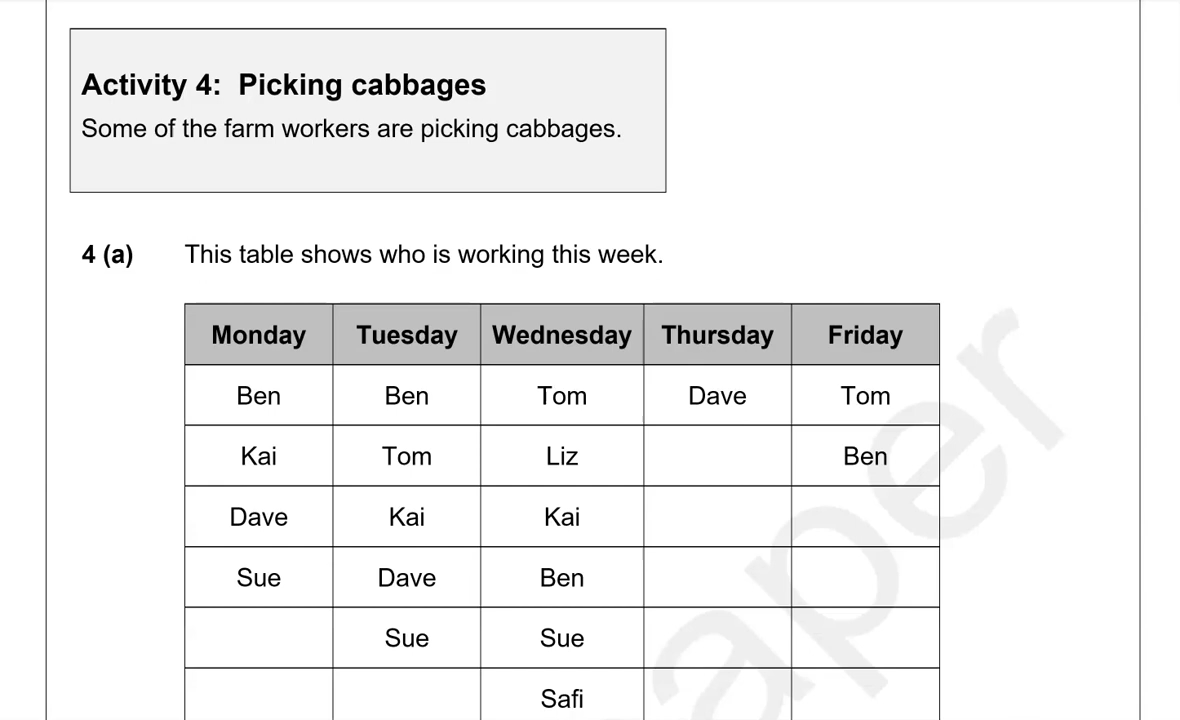 Activity 4: Picking cabbages
Some of the farm workers are picking cabbages.
4 (a) This table shows who is working this week.
Monday Tuesday Wednesday Thursday Friday
Ben Ben Tom Dave Tom
Kai Tom Liz Ben
Dave Kai Kai
Sue Dave Ben
Sue Sue
Safi
aper